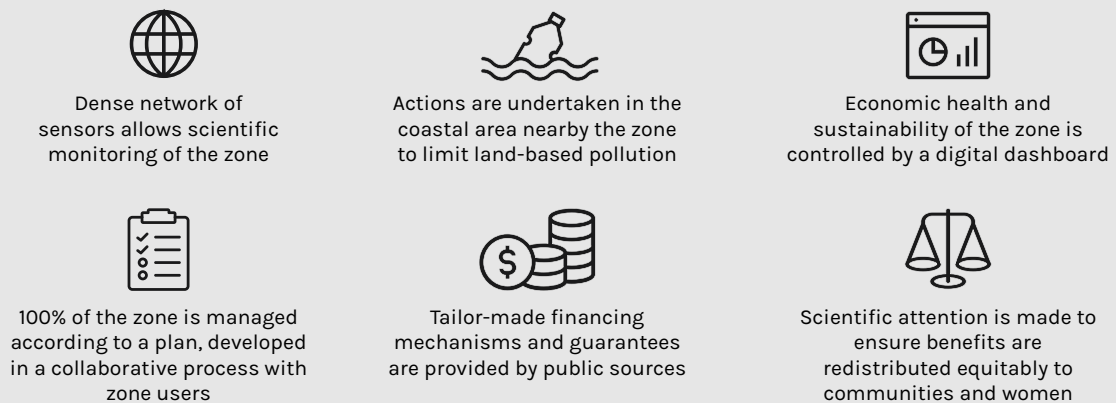 Dense network of
sensors allows scientific
monitoring of the zone
Actions are undertaken in the
coastal area nearby the zone
to limit land-based pollution
Economic health and
sustainability of the zone is
controlled by a digital dashboard
100% of the zone is managed
according to a plan, developed
in a collaborative process with
zone users
Tailor-made financing
mechanisms and guarantees
are provided by public sources
Scientific attention is made to
ensure benefits are
redistributed equitably to
communities and women